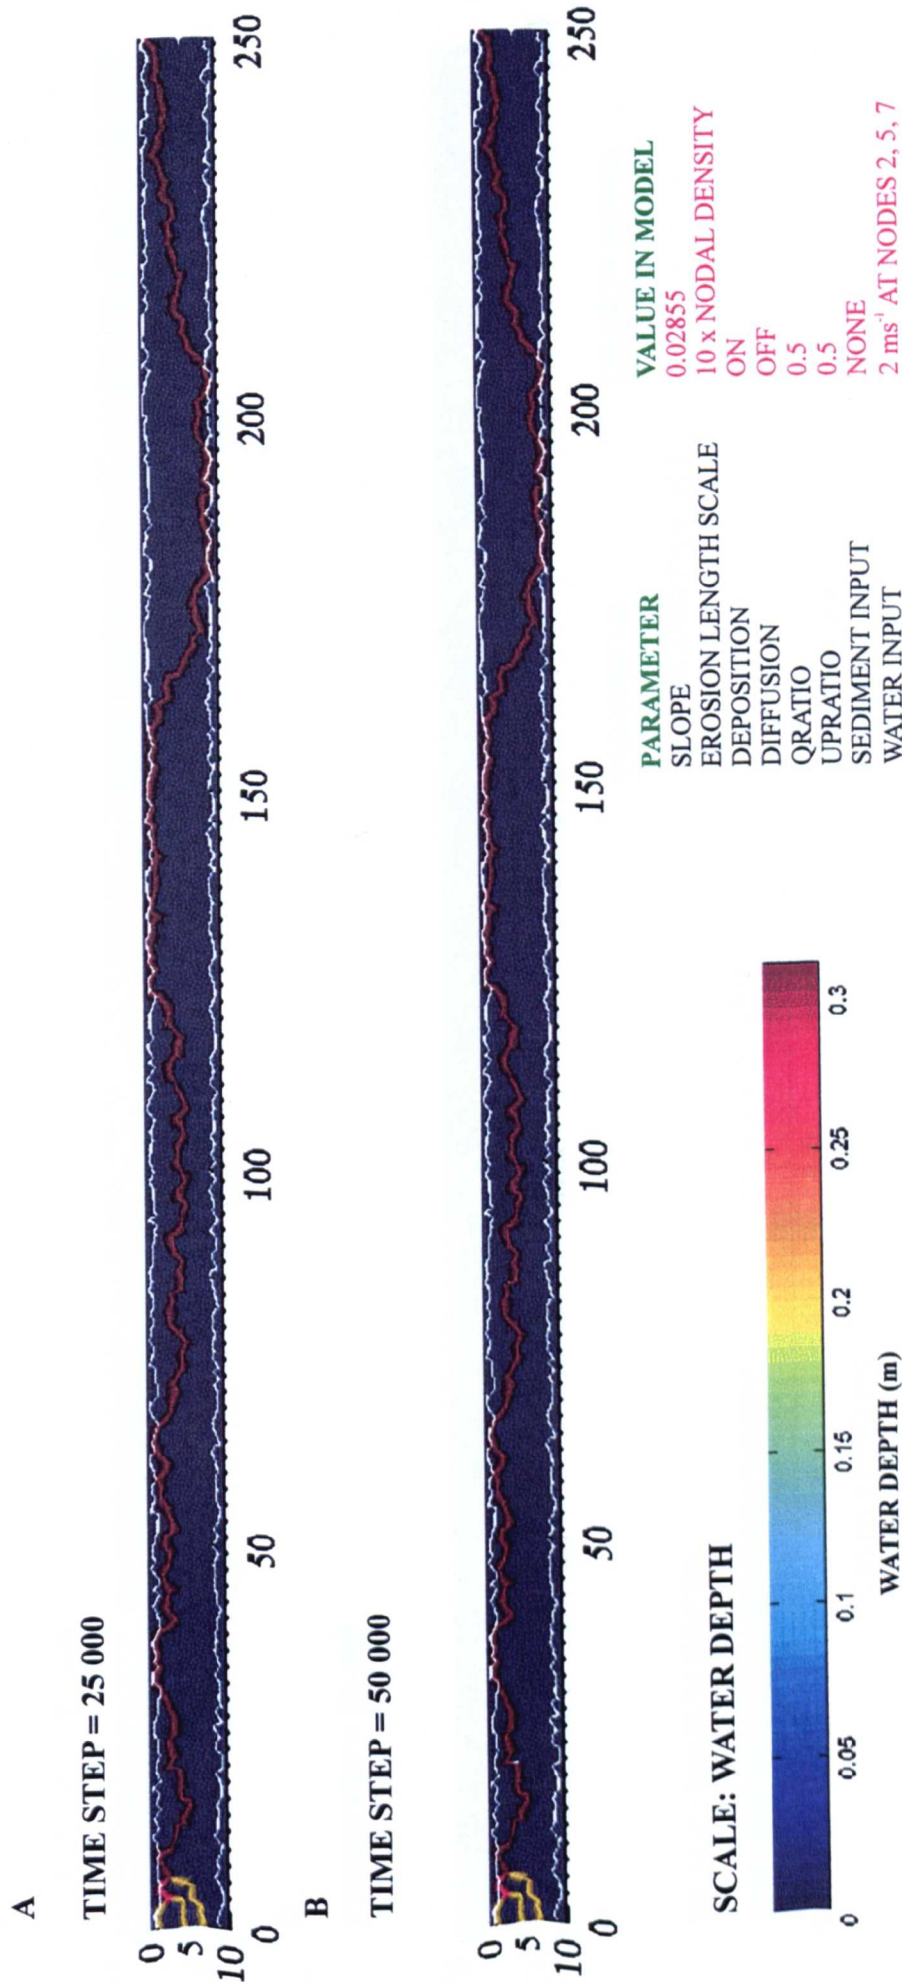 A
TIME STEP = 25 000
0
5
10
0 50 100 150 200 250
B
TIME STEP = 50 000
0
5
10
0 50 100 150 200 250
SCALE: WATER DEPTH
0 0.05 0.1 0.15 0.2 0.25 0.3
WATER DEPTH (m)
PARAMETER VALUE IN MODEL
SLOPE 0.02855
EROSION LENGTH SCALE 10 x NODAL DENSITY
DEPOSITION ON
DIFFUSION OFF
QRATIO 0.5
UPRATIO 0.5
SEDIMENT INPUT NONE
WATER INPUT 2 ms⁻¹ AT NODES 2, 5, 7